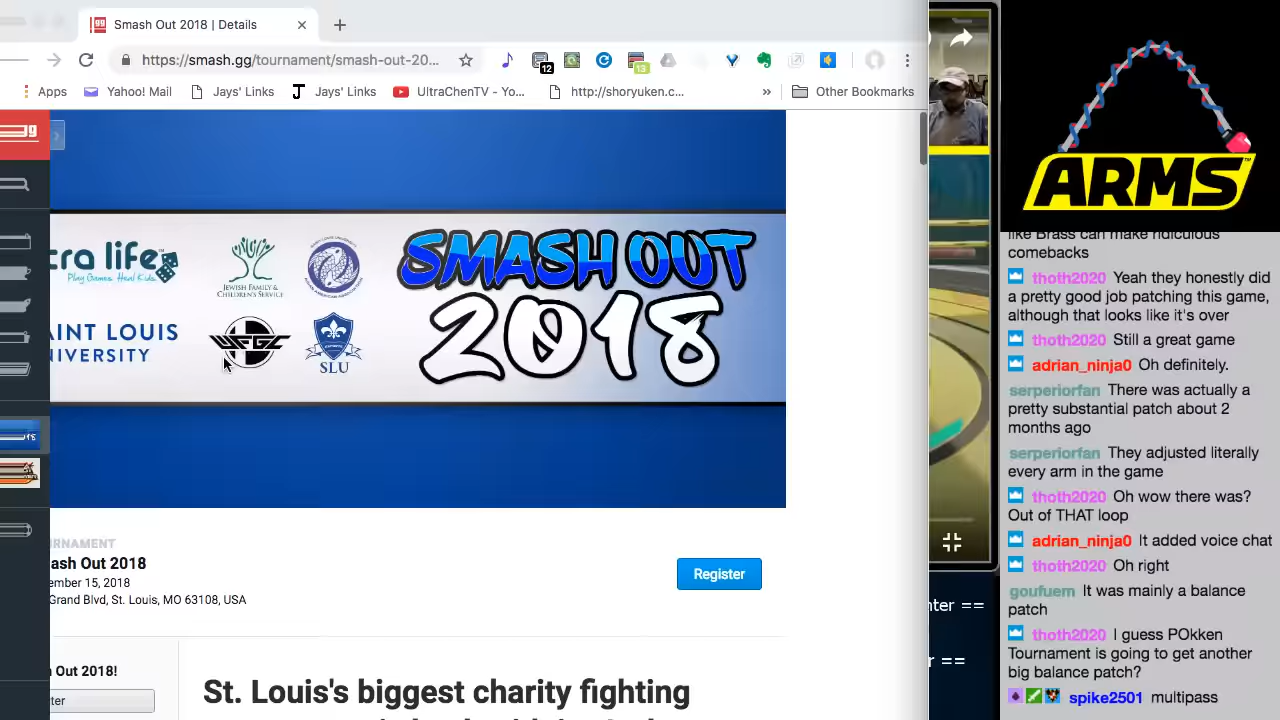 Smash Out 2018 | Details
https://smash.gg/tournament/smash-out-20...
12
13
Apps
Yahoo! Mail
Jays' Links
Jays' Links
UltraChenTV - Yo...
http://shoryuken.c...
»
Other Bookmarks
gg
tra life
Play Games. Heal Kids.
JEWISH FAMILY &
CHILDREN'S SERVICE
SMASH OUT
2018
AINT LOUIS
NIVERSITY
WFGC
SLU
RNAMENT
ash Out 2018
ember 15, 2018
Grand Blvd, St. Louis, MO 63108, USA
Register
h Out 2018!
ter
St. Louis's biggest charity fighting
nter ==
r ==
ARMS
like Brass can make ridiculous
comebacks
thoth2020 Yeah they honestly did
a pretty good job patching this game,
although that looks like it's over
thoth2020 Still a great game
adrian_ninja0 Oh definitely.
serperiorfan There was actually a
pretty substantial patch about 2
months ago
serperiorfan They adjusted literally
every arm in the game
thoth2020 Oh wow there was?
Out of THAT loop
adrian_ninja0 It added voice chat
thoth2020 Oh right
goufuem It was mainly a balance
patch
thoth2020 I guess POkken
Tournament is going to get another
big balance patch?
spike2501 multipass